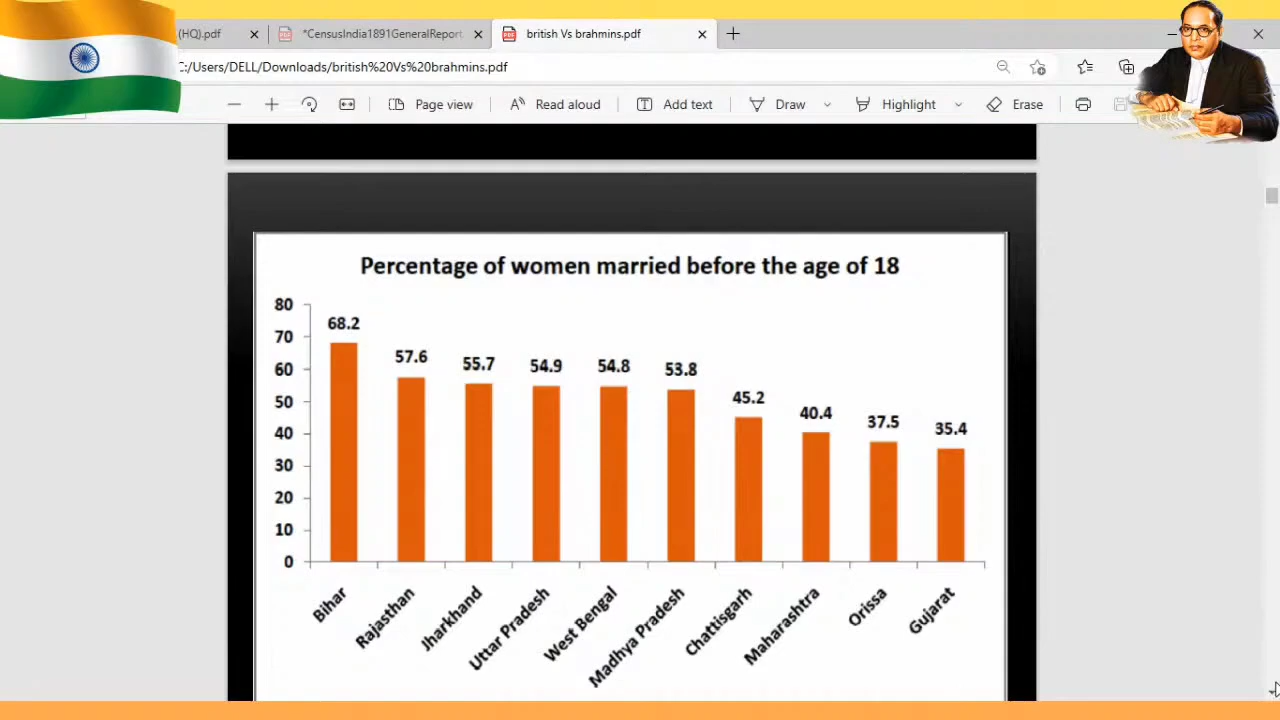 (HQ).pdf
*CensusIndia1891GeneralReport
british Vs brahmins.pdf
C:/Users/DELL/Downloads/british%20Vs%20brahmins.pdf
Page view
Read aloud
Add text
Draw
Highlight
Erase
Percentage of women married before the age of 18
80
70
60
50
40
30
20
10
0
68.2
57.6
55.7
54.9
54.8
53.8
45.2
40.4
37.5
35.4
Bihar
Rajasthan
Jharkhand
Uttar Pradesh
West Bengal
Madhya Pradesh
Chattisgarh
Maharashtra
Orissa
Gujarat